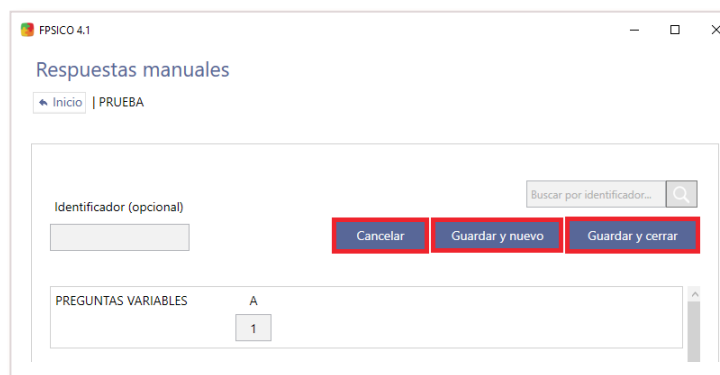 FPSICO 4.1
Respuestas manuales
Inicio | PRUEBA
Buscar por identificador...
Identificador (opcional)
Cancelar Guardar y nuevo Guardar y cerrar
PREGUNTAS VARIABLES A
1